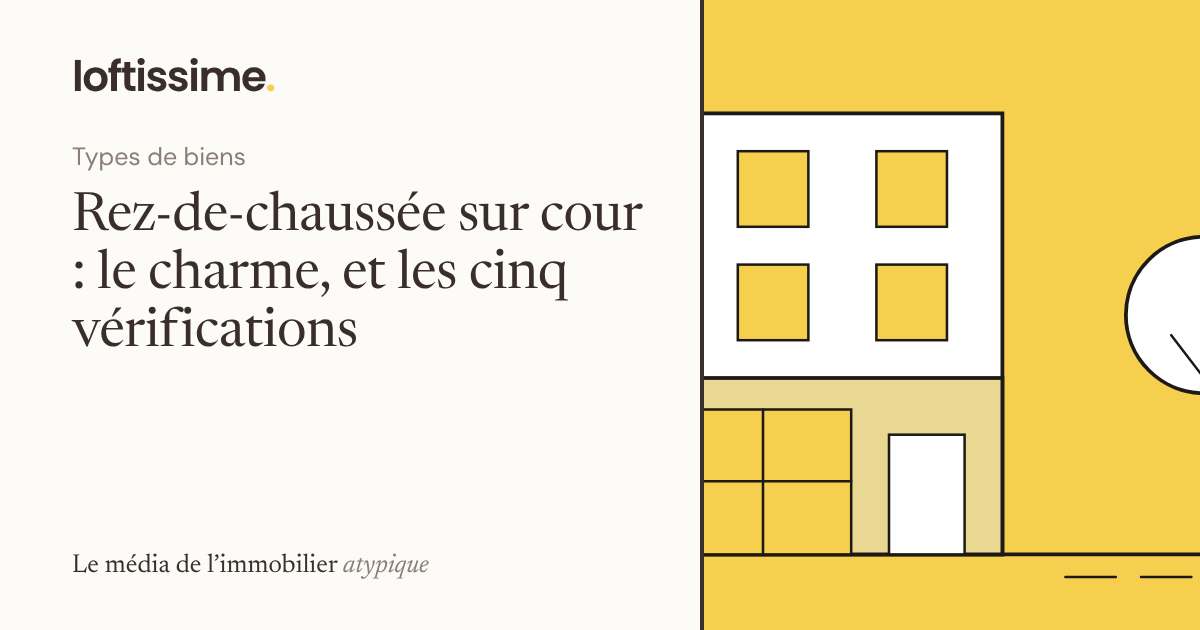 loftissime.
Types de biens
Rez-de-chaussée sur cour
: le charme, et les cinq
vérifications
Le média de l’immobilier atypique